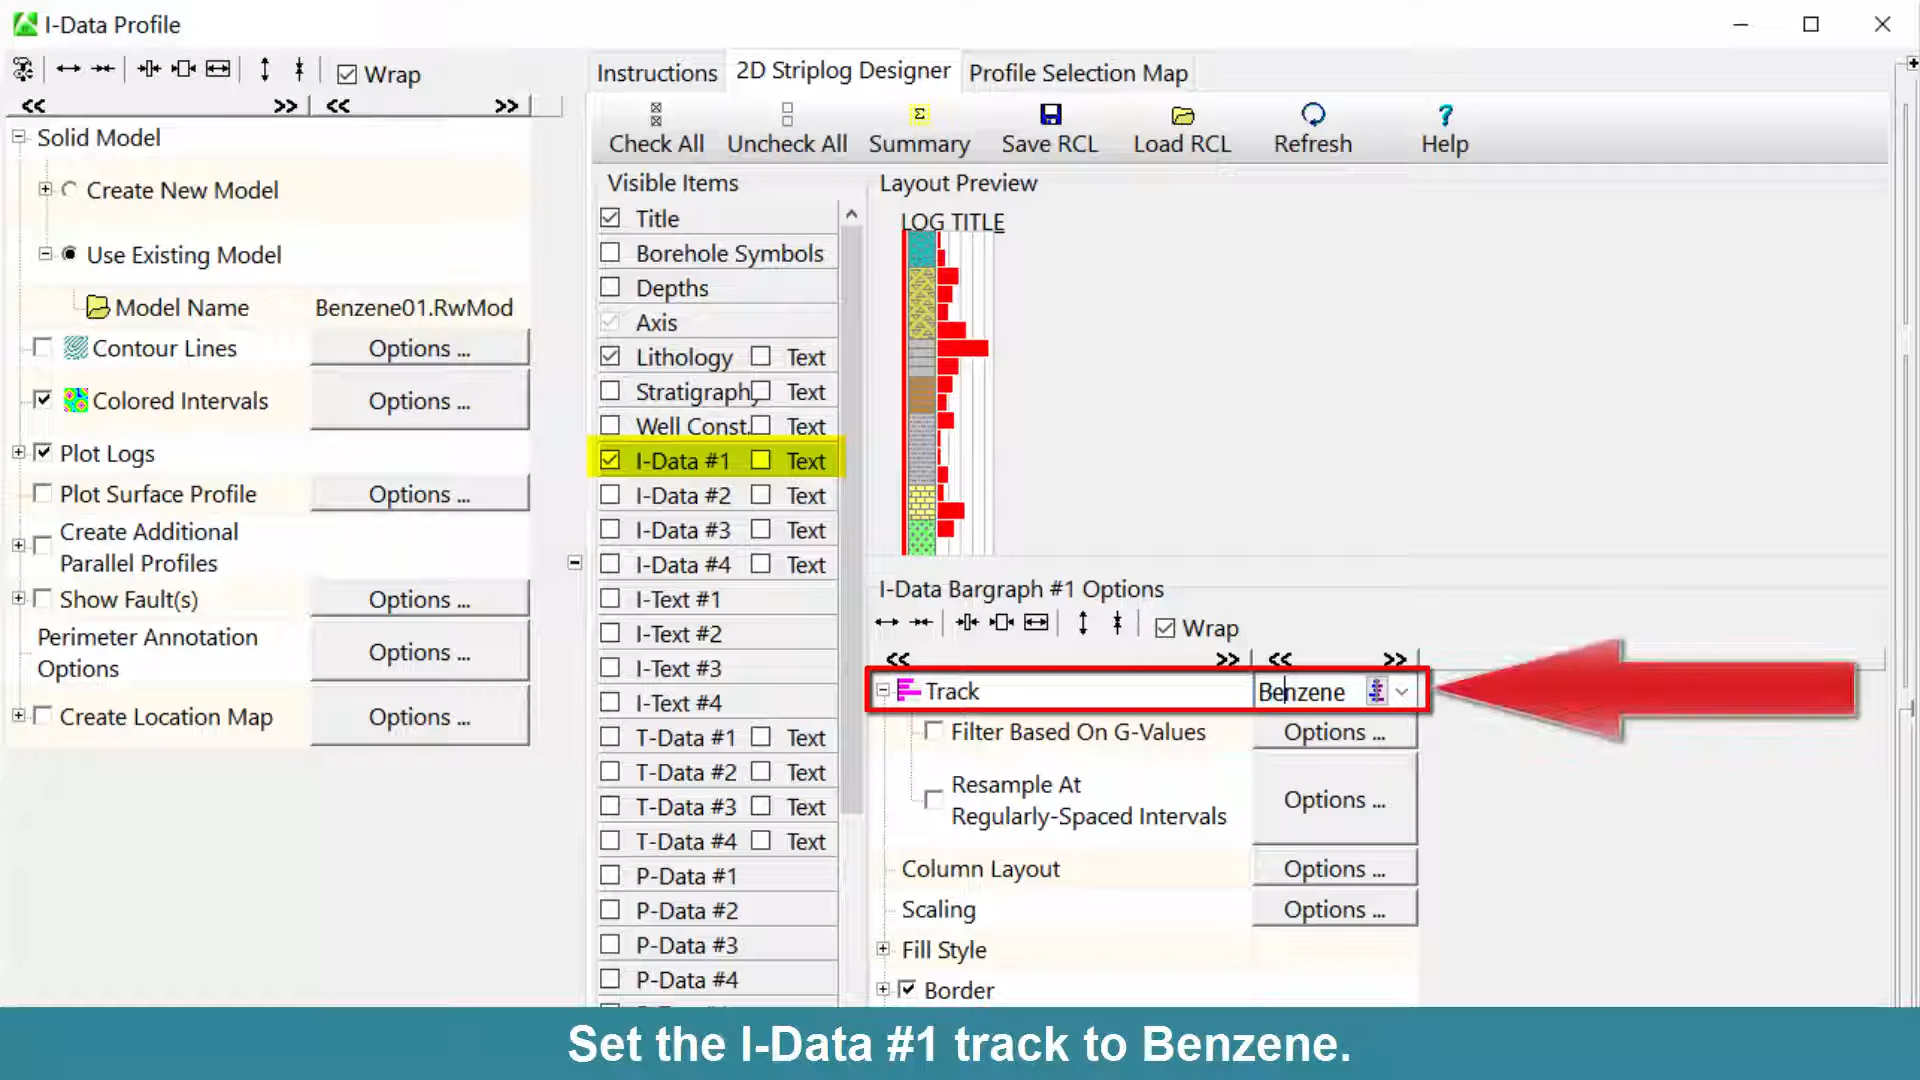 I-Data Profile
Wrap
<< >> << >>
Solid Model
Create New Model
Use Existing Model
Model Name Benzene01.RwMod
Contour Lines Options ...
Colored Intervals Options ...
Plot Logs
Plot Surface Profile Options ...
Create Additional
Parallel Profiles
Show Fault(s) Options ...
Perimeter Annotation
Options
Options ...
Create Location Map Options ...
Instructions 2D Striplog Designer Profile Selection Map
Check All Uncheck All Summary Save RCL Load RCL Refresh Help
Visible Items
Title
Borehole Symbols
Depths
Axis
Lithology Text
Stratigraphy Text
Well Const. Text
I-Data #1 Text
I-Data #2 Text
I-Data #3 Text
I-Data #4 Text
I-Text #1
I-Text #2
I-Text #3
I-Text #4
T-Data #1 Text
T-Data #2 Text
T-Data #3 Text
T-Data #4 Text
P-Data #1
P-Data #2
P-Data #3
P-Data #4
Layout Preview
LOG TITLE
I-Data Bargraph #1 Options
Wrap
<< >> << >>
Track Benzene
Filter Based On G-Values Options ...
Resample At
Regularly-Spaced Intervals
Options ...
Column Layout Options ...
Scaling Options ...
Fill Style
Border
Set the I-Data #1 track to Benzene.